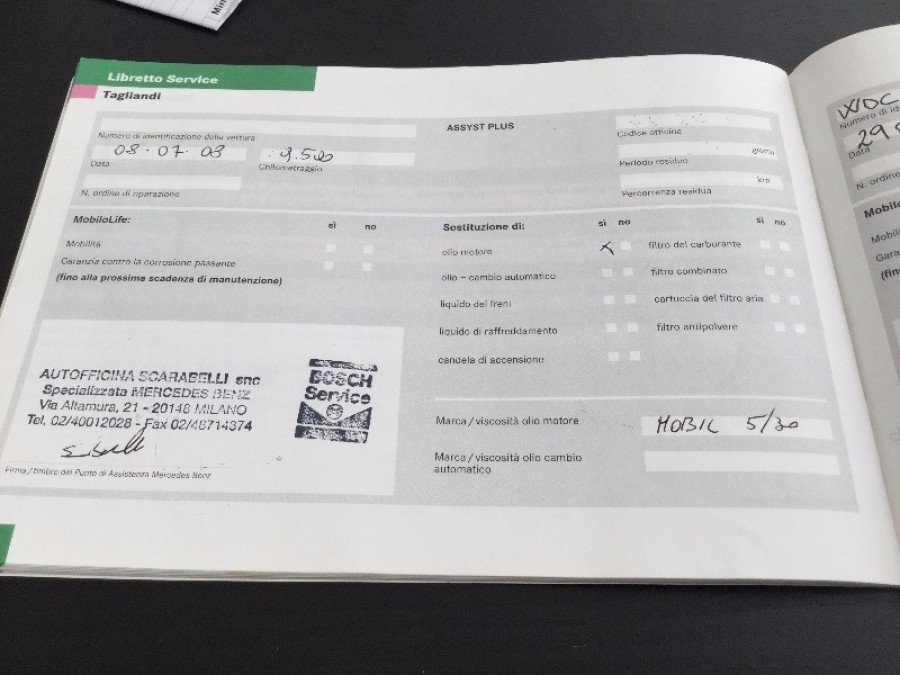 Min
Libretto Service
Tagliandi
Numero di identificazione della vettura
ASSYST PLUS
Codice officina
08.07.09
Data
Chilometraggio
giorni
Periodo residuo
N. ordine di riparazione
km
Percorrenza residua
MobiloLife:
sì no
Mobilità
Garanzia contro la corrosione passante
(fino alla prossima scadenza di manutenzione)
Sostituzione di:
sì no
sì no
olio motore
filtro del carburante
olio – cambio automatico
filtro combinato
liquido dei freni
cartuccia del filtro aria
liquido di raffreddamento
filtro antipolvere
candela di accensione
AUTOFFICINA SCARABELLI snc
Specializzata MERCEDES BENZ
Via Altamura, 21 - 20148 MILANO
Tel. 02/40012028 - Fax 02/48714374
BOSCH
Service
Firma/timbro del Punto di Assistenza Mercedes Benz
Marca / viscosità olio motore
MOBIL 5/30
Marca / viscosità olio cambio
automatico
WDC
Numero di id
29
Data
N. ordine
Mobilo
Mobili
Gara
(fino